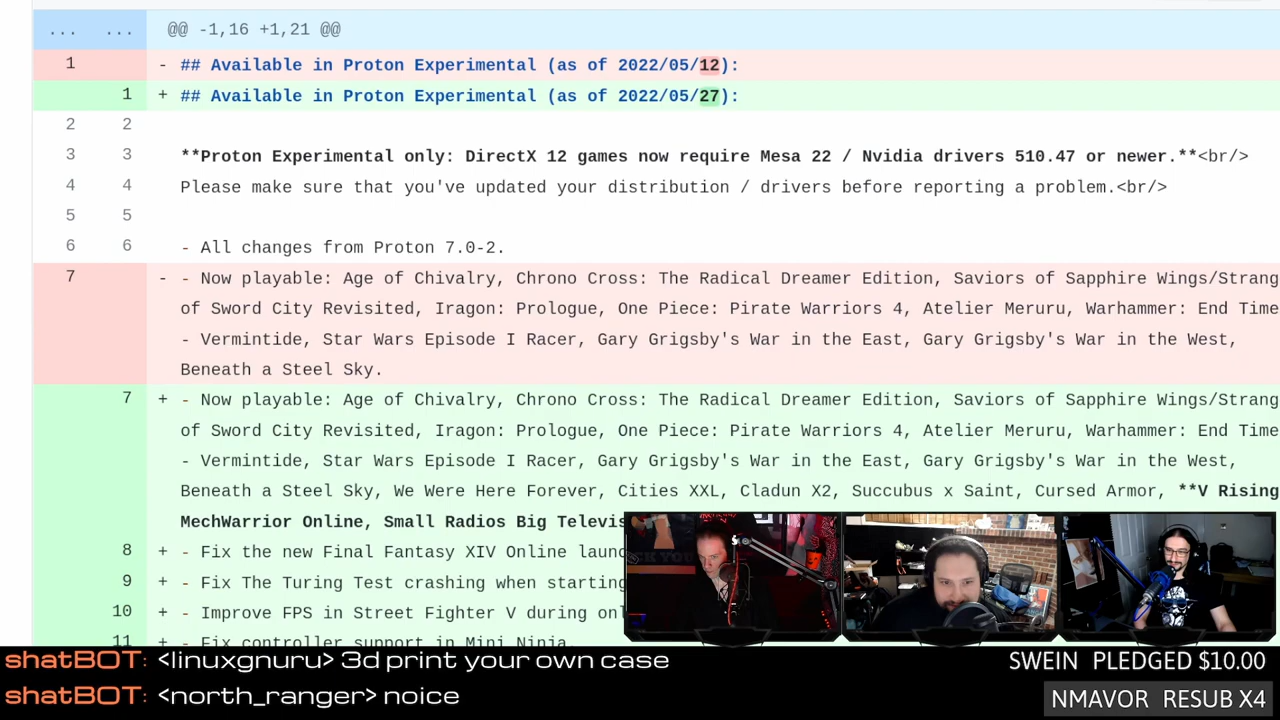 ... ... @@ -1,16 +1,21 @@
1 - ## Available in Proton Experimental (as of 2022/05/12):
1 + ## Available in Proton Experimental (as of 2022/05/27):
2 2
3 3 **Proton Experimental only: DirectX 12 games now require Mesa 22 / Nvidia drivers 510.47 or newer.**<br/>
4 4 Please make sure that you've updated your distribution / drivers before reporting a problem.<br/>
5 5
6 6 - All changes from Proton 7.0-2.
7 - - Now playable: Age of Chivalry, Chrono Cross: The Radical Dreamer Edition, Saviors of Sapphire Wings/Strang
of Sword City Revisited, Iragon: Prologue, One Piece: Pirate Warriors 4, Atelier Meruru, Warhammer: End Time
- Vermintide, Star Wars Episode I Racer, Gary Grigsby's War in the East, Gary Grigsby's War in the West,
Beneath a Steel Sky.
7 + - Now playable: Age of Chivalry, Chrono Cross: The Radical Dreamer Edition, Saviors of Sapphire Wings/Strang
of Sword City Revisited, Iragon: Prologue, One Piece: Pirate Warriors 4, Atelier Meruru, Warhammer: End Time
- Vermintide, Star Wars Episode I Racer, Gary Grigsby's War in the East, Gary Grigsby's War in the West,
Beneath a Steel Sky, We Were Here Forever, Cities XXL, Cladun X2, Succubus x Saint, Cursed Armor, **V Rising
MechWarrior Online, Small Radios Big Televis
8 + - Fix the new Final Fantasy XIV Online launc
9 + - Fix The Turing Test crashing when starting
10 + - Improve FPS in Street Fighter V during onl
11 + - Fix controller support in Mini Ninja
shatBOT: <linuxgnuru> 3d print your own case
shatBOT: <north_ranger> noice
SWEIN PLEDGED $10.00
NMAVOR RESUB X4